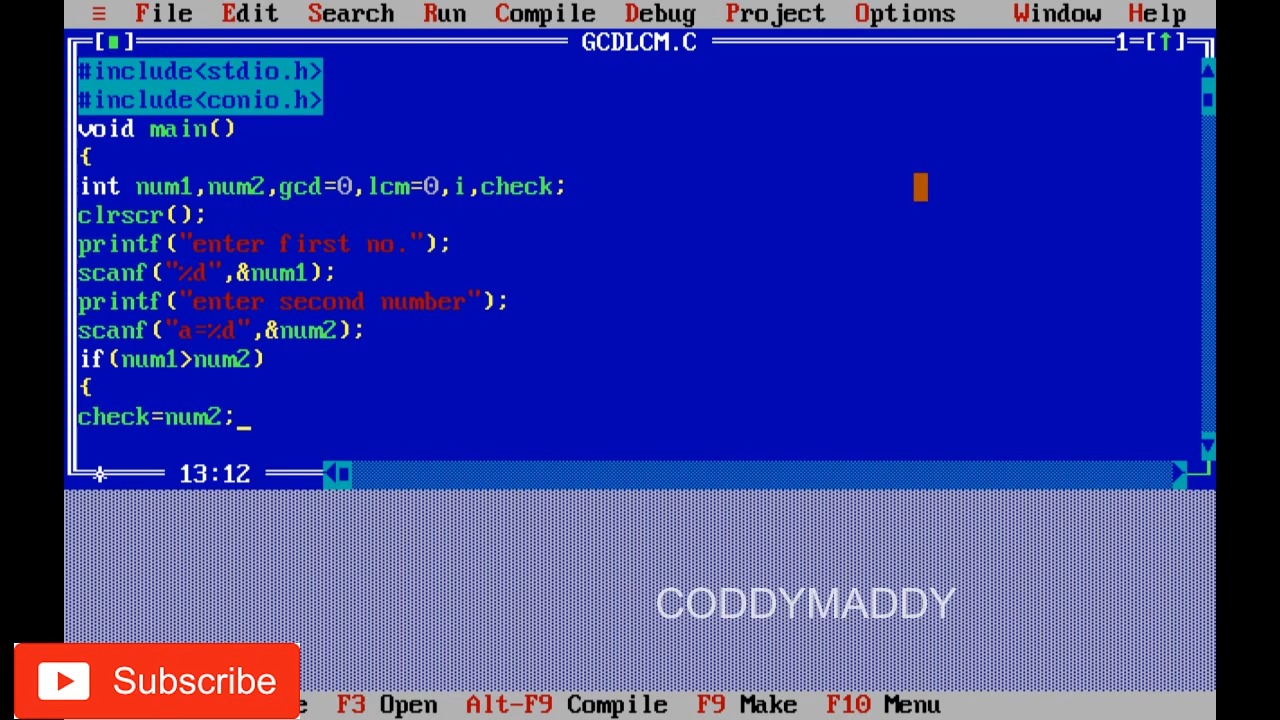 ≡ File Edit Search Run Compile Debug Project Options Window Help
[■] GCDLCM.C 1=[↑]
#include<stdio.h>
#include<conio.h>
void main()
{
int num1,num2,gcd=0,lcm=0,i,check;
clrscr();
printf("enter first no.");
scanf("%d",&num1);
printf("enter second number");
scanf("a=%d",&num2);
if(num1>num2)
{
check=num2;_
13:12
CODDYMADDY
Subscribe
F3 Open Alt-F9 Compile F9 Make F10 Menu